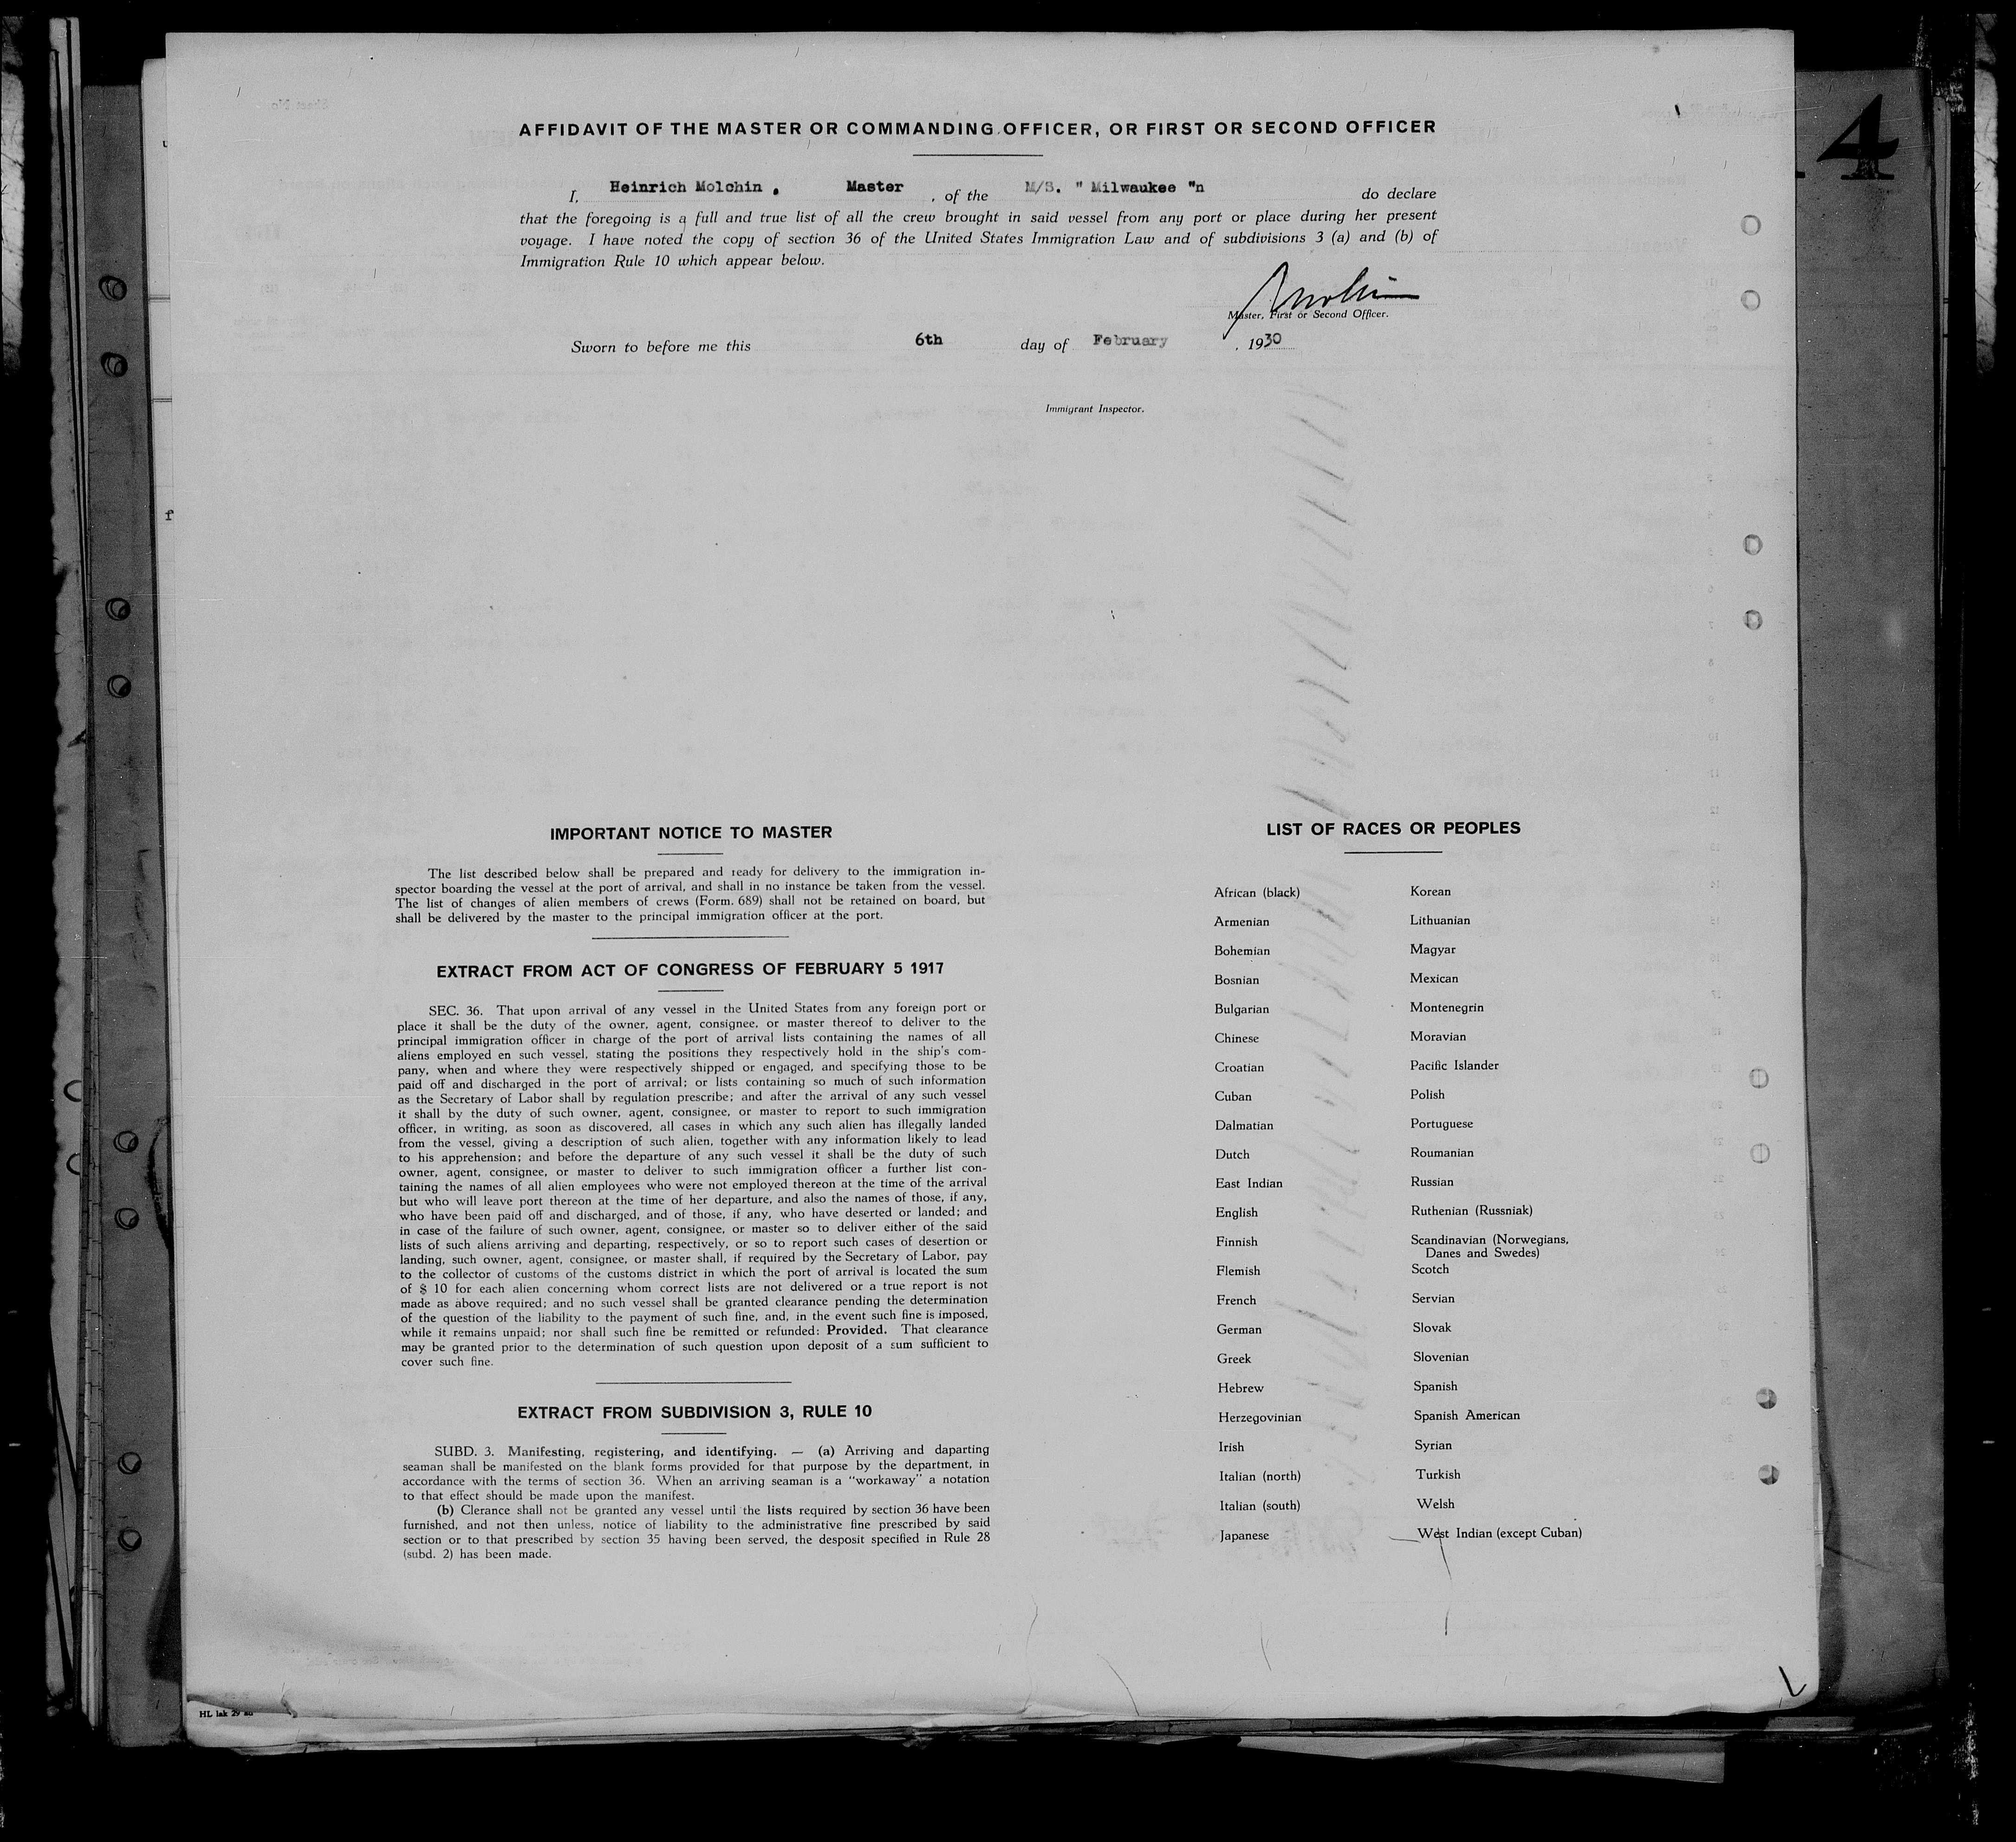 AFFIDAVIT OF THE MASTER OR COMMANDING OFFICER, OR FIRST OR SECOND OFFICER
I, Heinrich Molchin , Master , of the M/S. " Milwaukee "n do declare
that the foregoing is a full and true list of all the crew brought in said vessel from any port or place during her present
voyage. I have noted the copy of section 36 of the United States Immigration Law and of subdivisions 3 (a) and (b) of
Immigration Rule 10 which appear below.
Molchin
Master, First or Second Officer.
Sworn to before me this 6th day of February , 1930
Immigrant Inspector.
14
IMPORTANT NOTICE TO MASTER
The list described below shall be prepared and ready for delivery to the immigration in-
spector boarding the vessel at the port of arrival, and shall in no instance be taken from the vessel.
The list of changes of alien members of crews (Form. 689) shall not be retained on board, but
shall be delivered by the master to the principal immigration officer at the port.
EXTRACT FROM ACT OF CONGRESS OF FEBRUARY 5 1917
SEC. 36. That upon arrival of any vessel in the United States from any foreign port or
place it shall be the duty of the owner, agent, consignee, or master thereof to deliver to the
principal immigration officer in charge of the port of arrival lists containing the names of all
aliens employed en such vessel, stating the positions they respectively hold in the ship's com-
pany, when and where they were respectively shipped or engaged, and specifying those to be
paid off and discharged in the port of arrival; or lists containing so much of such information
as the Secretary of Labor shall by regulation prescribe; and after the arrival of any such vessel
it shall by the duty of such owner, agent, consignee, or master to report to such immigration
officer, in writing, as soon as discovered, all cases in which any such alien has illegally landed
from the vessel, giving a description of such alien, together with any information likely to lead
to his apprehension; and before the departure of any such vessel it shall be the duty of such
owner, agent, consignee, or master to deliver to such immigration officer a further list con-
taining the names of all alien employees who were not employed thereon at the time of the arrival
but who will leave port thereon at the time of her departure, and also the names of those, if any,
who have been paid off and discharged, and of those, if any, who have deserted or landed; and
in case of the failure of such owner, agent, consignee, or master so to deliver either of the said
lists of such aliens arriving and departing, respectively, or so to report such cases of desertion or
landing, such owner, agent, consignee, or master shall, if required by the Secretary of Labor, pay
to the collector of customs of the customs district in which the port of arrival is located the sum
of $ 10 for each alien concerning whom correct lists are not delivered or a true report is not
made as above required; and no such vessel shall be granted clearance pending the determination
of the question of the liability to the payment of such fine, and, in the event such fine is imposed,
while it remains unpaid; nor shall such fine be remitted or refunded: Provided. That clearance
may be granted prior to the determination of such question upon deposit of a sum sufficient to
cover such fine.
EXTRACT FROM SUBDIVISION 3, RULE 10
SUBD. 3. Manifesting, registering, and identifying. — (a) Arriving and daparting
seaman shall be manifested on the blank forms provided for that purpose by the department, in
accordance with the terms of section 36. When an arriving seaman is a "workaway" a notation
to that effect should be made upon the manifest.
(b) Clerance shall not be granted any vessel until the lists required by section 36 have been
furnished, and not then unless, notice of liability to the administrative fine prescribed by said
section or to that prescribed by section 35 having been served, the desposit specified in Rule 28
(subd. 2) has been made.
LIST OF RACES OR PEOPLES
African (black)
Armenian
Bohemian
Bosnian
Bulgarian
Chinese
Croatian
Cuban
Dalmatian
Dutch
East Indian
English
Finnish
Flemish
French
German
Greek
Hebrew
Herzegovinian
Irish
Italian (north)
Italian (south)
Japanese
Korean
Lithuanian
Magyar
Mexican
Montenegrin
Moravian
Pacific Islander
Polish
Portuguese
Roumanian
Russian
Ruthenian (Russniak)
Scandinavian (Norwegians,
Danes and Swedes)
Scotch
Servian
Slovak
Slovenian
Spanish
Spanish American
Syrian
Turkish
Welsh
West Indian (except Cuban)
HL lak 29